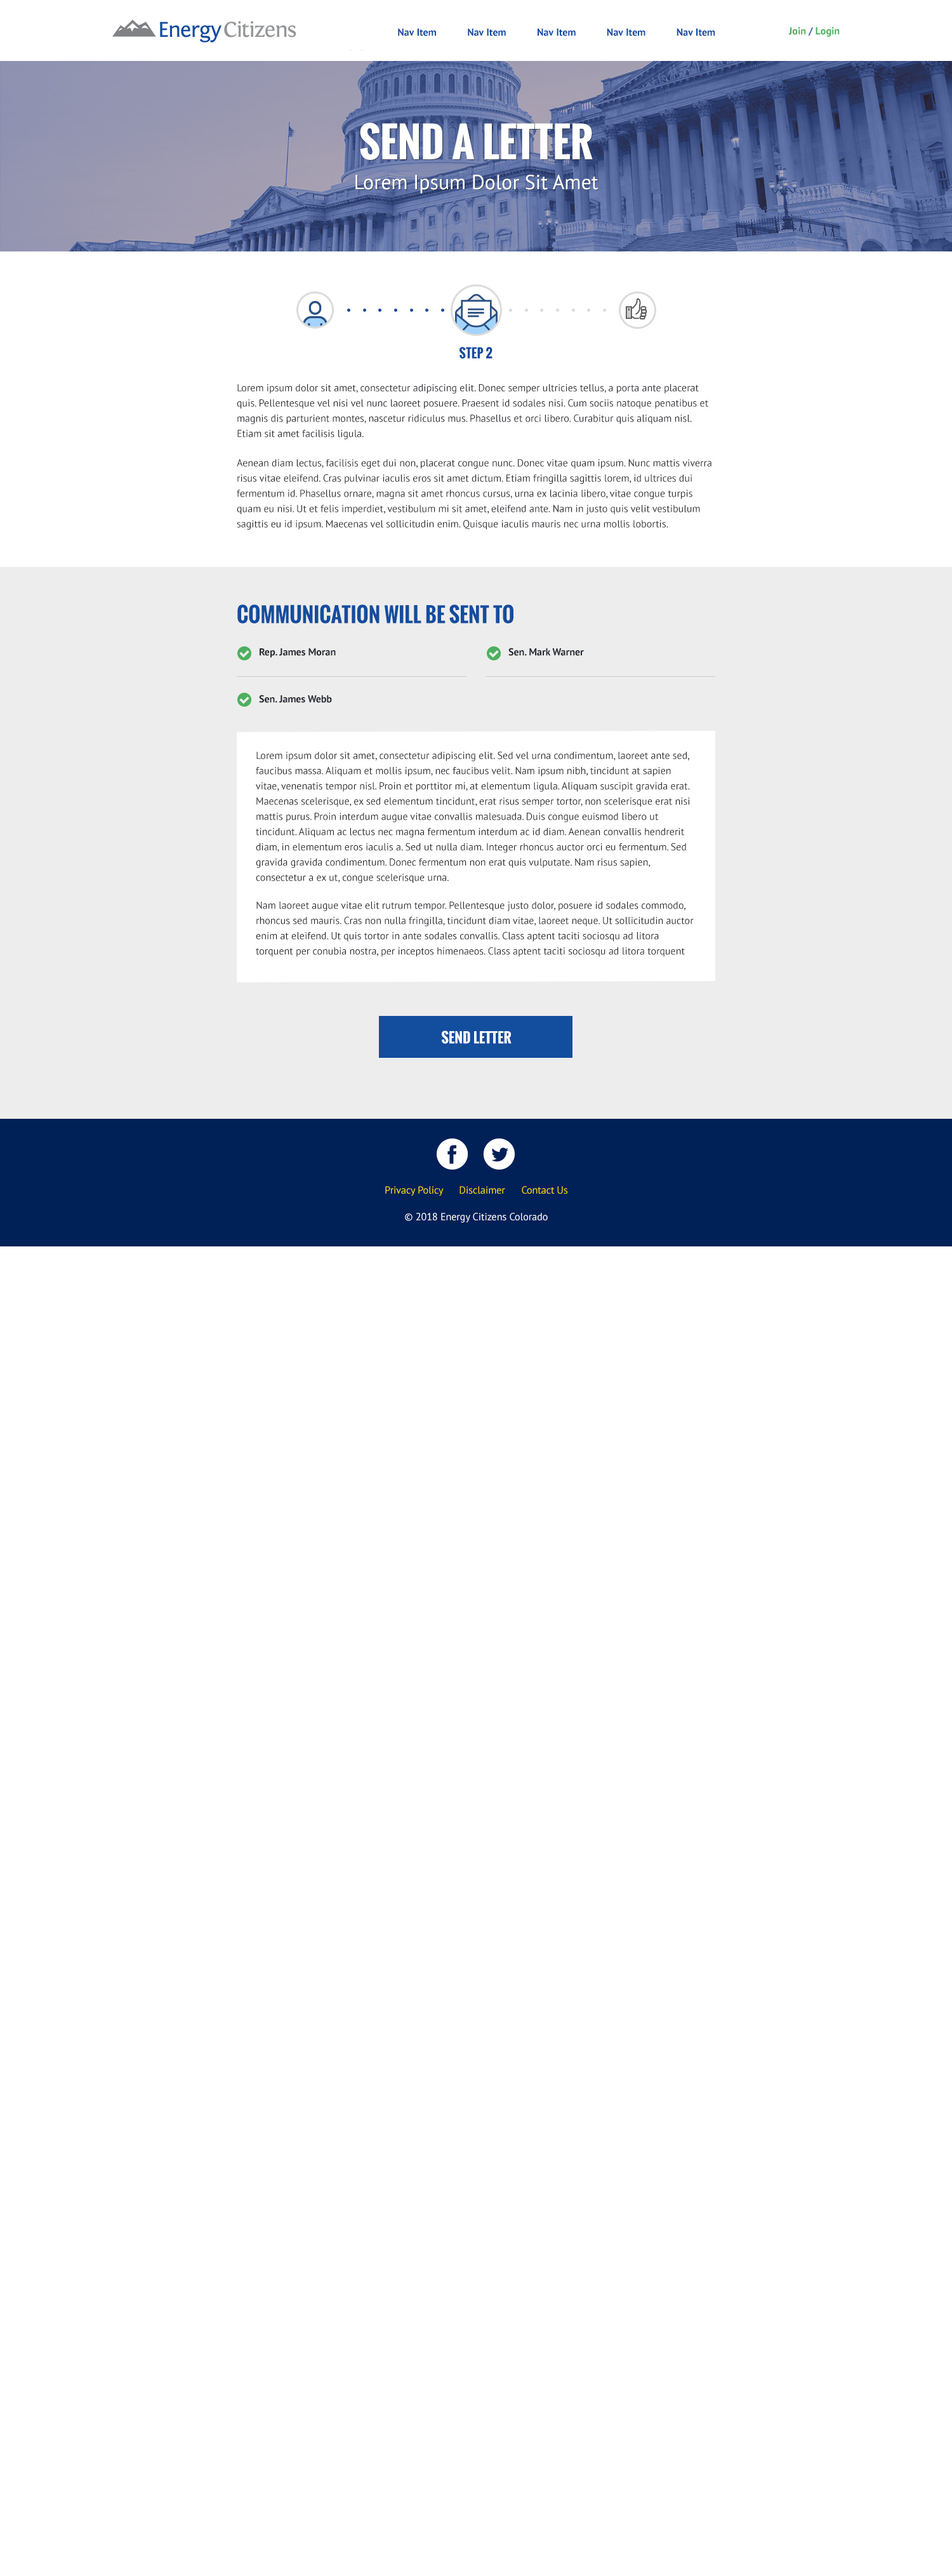 Energy Citizens
Nav Item Nav Item Nav Item Nav Item Nav Item
Join / Login
SEND A LETTER
Lorem Ipsum Dolor Sit Amet
STEP 2
Lorem ipsum dolor sit amet, consectetur adipiscing elit. Donec semper ultricies tellus, a porta ante placerat
quis. Pellentesque vel nisi vel nunc laoreet posuere. Praesent id sodales nisi. Cum sociis natoque penatibus et
magnis dis parturient montes, nascetur ridiculus mus. Phasellus et orci libero. Curabitur quis aliquam nisl.
Etiam sit amet facilisis ligula.
Aenean diam lectus, facilisis eget dui non, placerat congue nunc. Donec vitae quam ipsum. Nunc mattis viverra
risus vitae eleifend. Cras pulvinar iaculis eros sit amet dictum. Etiam fringilla sagittis lorem, id ultrices dui
fermentum id. Phasellus ornare, magna sit amet rhoncus cursus, urna ex lacinia libero, vitae congue turpis
quam eu nisi. Ut et felis imperdiet, vestibulum mi sit amet, eleifend ante. Nam in justo quis velit vestibulum
sagittis eu id ipsum. Maecenas vel sollicitudin enim. Quisque iaculis mauris nec urna mollis lobortis.
COMMUNICATION WILL BE SENT TO
Rep. James Moran
Sen. Mark Warner
Sen. James Webb
Lorem ipsum dolor sit amet, consectetur adipiscing elit. Sed vel urna condimentum, laoreet ante sed,
faucibus massa. Aliquam et mollis ipsum, nec faucibus velit. Nam ipsum nibh, tincidunt at sapien
vitae, venenatis tempor nisl. Proin et porttitor mi, at elementum ligula. Aliquam suscipit gravida erat.
Maecenas scelerisque, ex sed elementum tincidunt, erat risus semper tortor, non scelerisque erat nisi
mattis purus. Proin interdum augue vitae convallis malesuada. Duis congue euismod libero ut
tincidunt. Aliquam ac lectus nec magna fermentum interdum ac id diam. Aenean convallis hendrerit
diam, in elementum eros iaculis a. Sed ut nulla diam. Integer rhoncus auctor orci eu fermentum. Sed
gravida gravida condimentum. Donec fermentum non erat quis vulputate. Nam risus sapien,
consectetur a ex ut, congue scelerisque urna.
Nam laoreet augue vitae elit rutrum tempor. Pellentesque justo dolor, posuere id sodales commodo,
rhoncus sed mauris. Cras non nulla fringilla, tincidunt diam vitae, laoreet neque. Ut sollicitudin auctor
enim at eleifend. Ut quis tortor in ante sodales convallis. Class aptent taciti sociosqu ad litora
torquent per conubia nostra, per inceptos himenaeos. Class aptent taciti sociosqu ad litora torquent
SEND LETTER
Privacy Policy Disclaimer Contact Us
© 2018 Energy Citizens Colorado